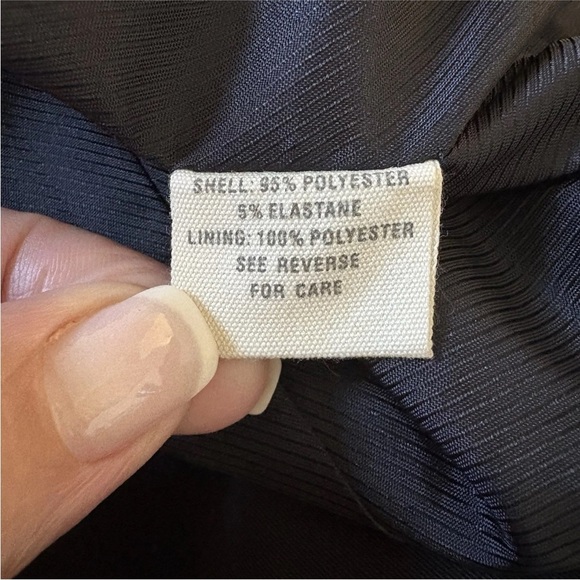 SHELL: 95% POLYESTER
5% ELASTANE
LINING: 100% POLYESTER
SEE REVERSE
FOR CARE